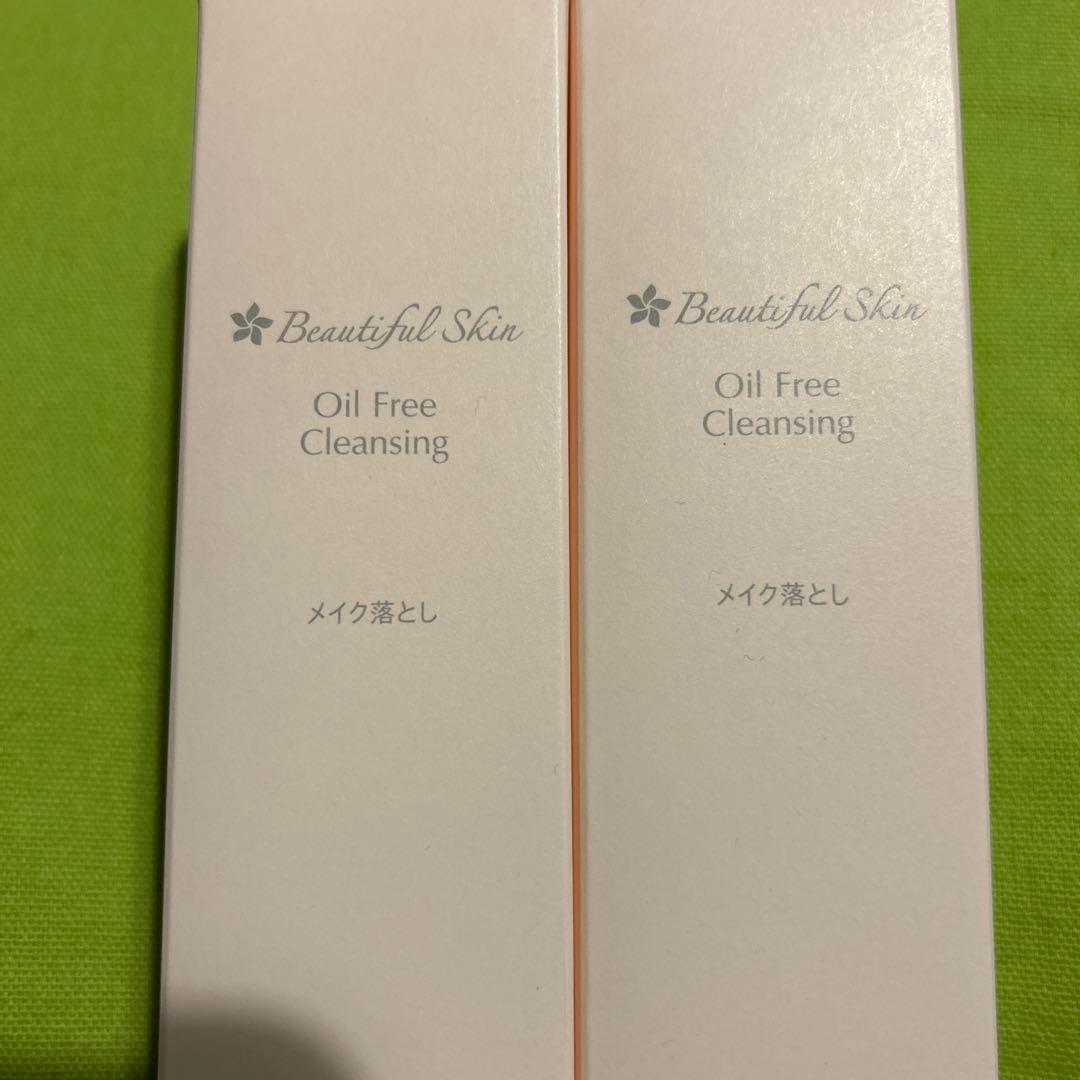 Beautiful Skin
Oil Free
Cleansing
メイク落とし
Beautiful Skin
Oil Free
Cleansing
メイク落とし